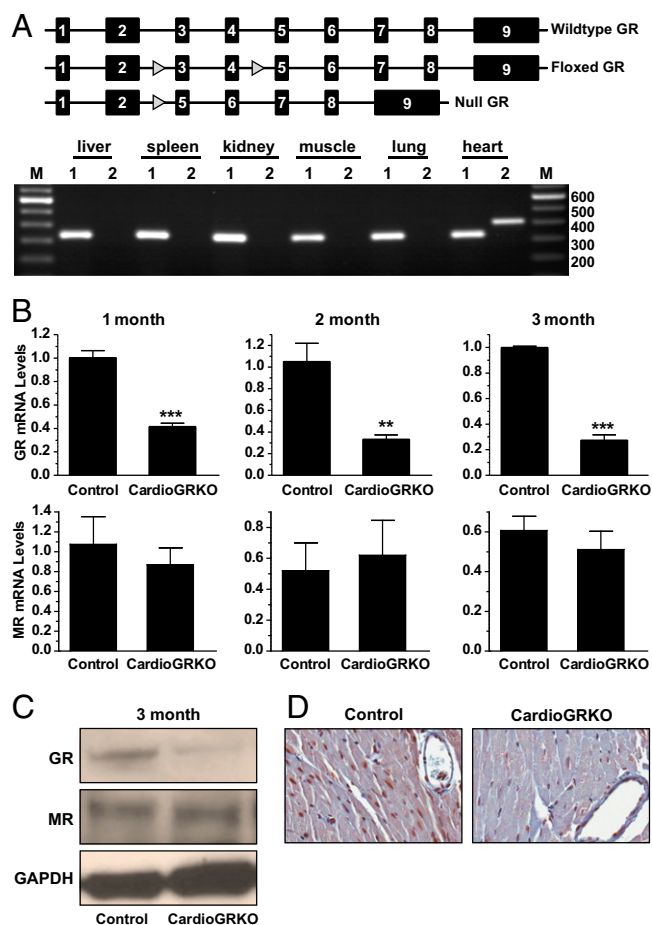 A
1 2 3 4 5 6 7 8 9 Wildtype GR
1 2 3 4 5 6 7 8 9 Floxed GR
1 2 5 6 7 8 9 Null GR
liver spleen kidney muscle lung heart
M 1 2 1 2 1 2 1 2 1 2 1 2 M
600
500
400
300
200
B
1 month 2 month 3 month
GR mRNA Levels
1.2 1.0 0.8 0.6 0.4 0.2 0.0
***
Control CardioGRKO
1.2 1.0 0.8 0.6 0.4 0.2 0.0
**
Control CardioGRKO
1.2 1.0 0.8 0.6 0.4 0.2 0.0
***
Control CardioGRKO
MR mRNA Levels
1.4 1.2 1.0 0.8 0.6 0.4 0.2 0.0
Control CardioGRKO
0.8 0.6 0.4 0.2 0.0
Control CardioGRKO
0.6 0.4 0.2 0.0
Control CardioGRKO
C
3 month
GR
MR
GAPDH
Control CardioGRKO
D
Control CardioGRKO